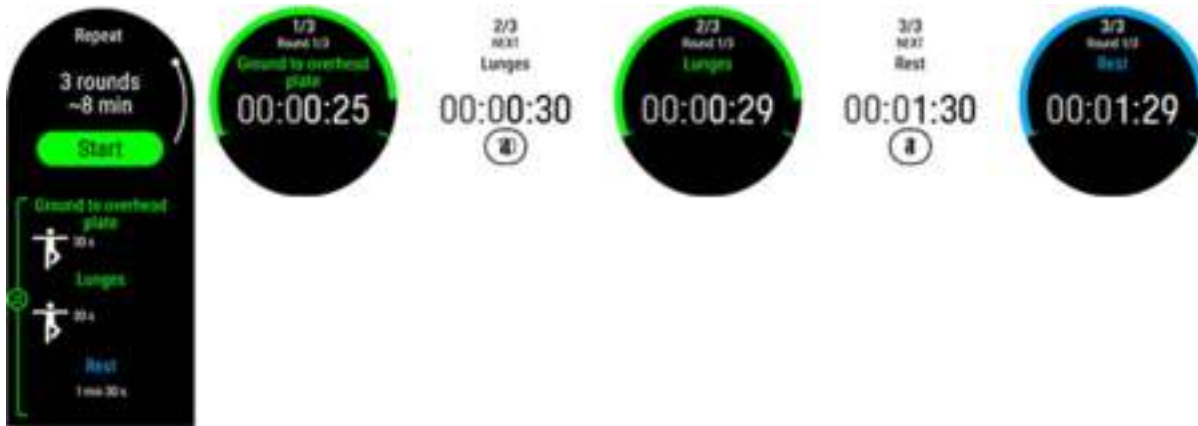 Repeat
3 rounds
~8 min
Start
Ground to overhead
plate
30 s
Lunges
30 s
Rest
1 min 30 s
1/3
Round 1/3
Ground to overhead
plate
00:00:25
2/3
NEXT
Lunges
00:00:30
2/3
Round 1/3
Lunges
00:00:29
3/3
NEXT
Rest
00:01:30
3/3
Round 1/3
Rest
00:01:29